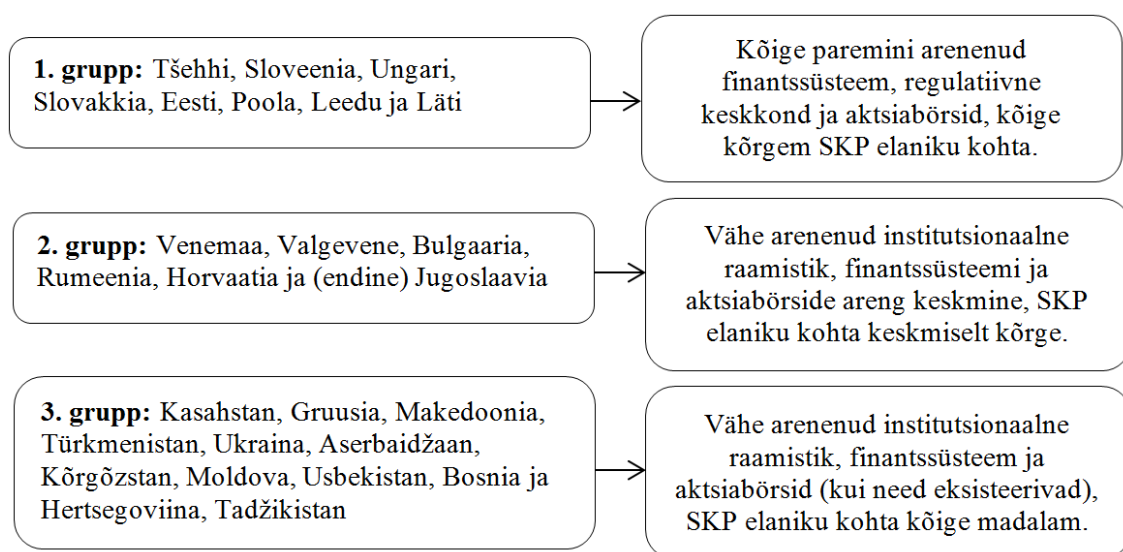 1. grupp: Tšehhi, Sloveenia, Ungari,
Slovakkia, Eesti, Poola, Leedu ja Läti
Kõige paremini arenenud
finantssüsteem, regulatiivne
keskkond ja aktsiabörsid, kõige
kõrgem SKP elaniku kohta.
2. grupp: Venemaa, Valgevene, Bulgaaria,
Rumeenia, Horvaatia ja (endine) Jugoslaavia
Vähe arenenud institutsionaalne
raamistik, finantssüsteemi ja
aktsiabörside areng keskmine, SKP
elaniku kohta keskmiselt kõrge.
3. grupp: Kasahstan, Gruusia, Makedoonia,
Türkmenistan, Ukraina, Aserbaidžaan,
Kõrgõzstan, Moldova, Usbekistan, Bosnia ja
Hertsegoviina, Tadžikistan
Vähe arenenud institutsionaalne
raamistik, finantssüsteem ja
aktsiabörsid (kui need eksisteerivad),
SKP elaniku kohta kõige madalam.